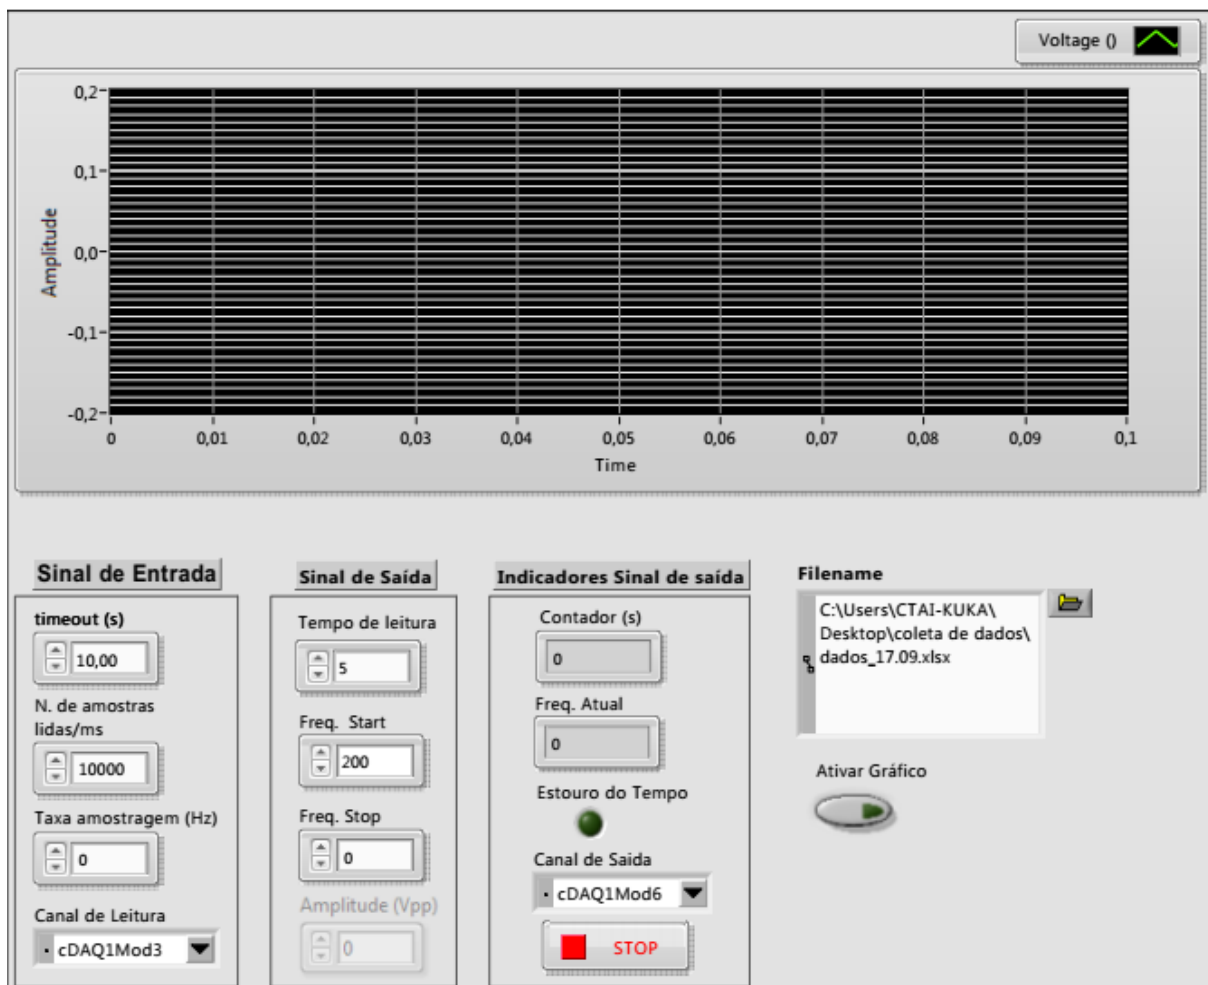 Voltage ()
Amplitude
0,2
0,1
0,0
-0,1
-0,2
0 0,01 0,02 0,03 0,04 0,05 0,06 0,07 0,08 0,09 0,1
Time
Sinal de Entrada
timeout (s)
10,00
N. de amostras
lidas/ms
10000
Taxa amostragem (Hz)
0
Canal de Leitura
cDAQ1Mod3
Sinal de Saída
Tempo de leitura
5
Freq. Start
200
Freq. Stop
0
Amplitude (Vpp)
0
Indicadores Sinal de saída
Contador (s)
0
Freq. Atual
0
Estouro do Tempo
Canal de Saida
cDAQ1Mod6
STOP
Filename
C:\Users\CTAI-KUKA\
Desktop\coleta de dados\
dados_17.09.xlsx
Ativar Gráfico